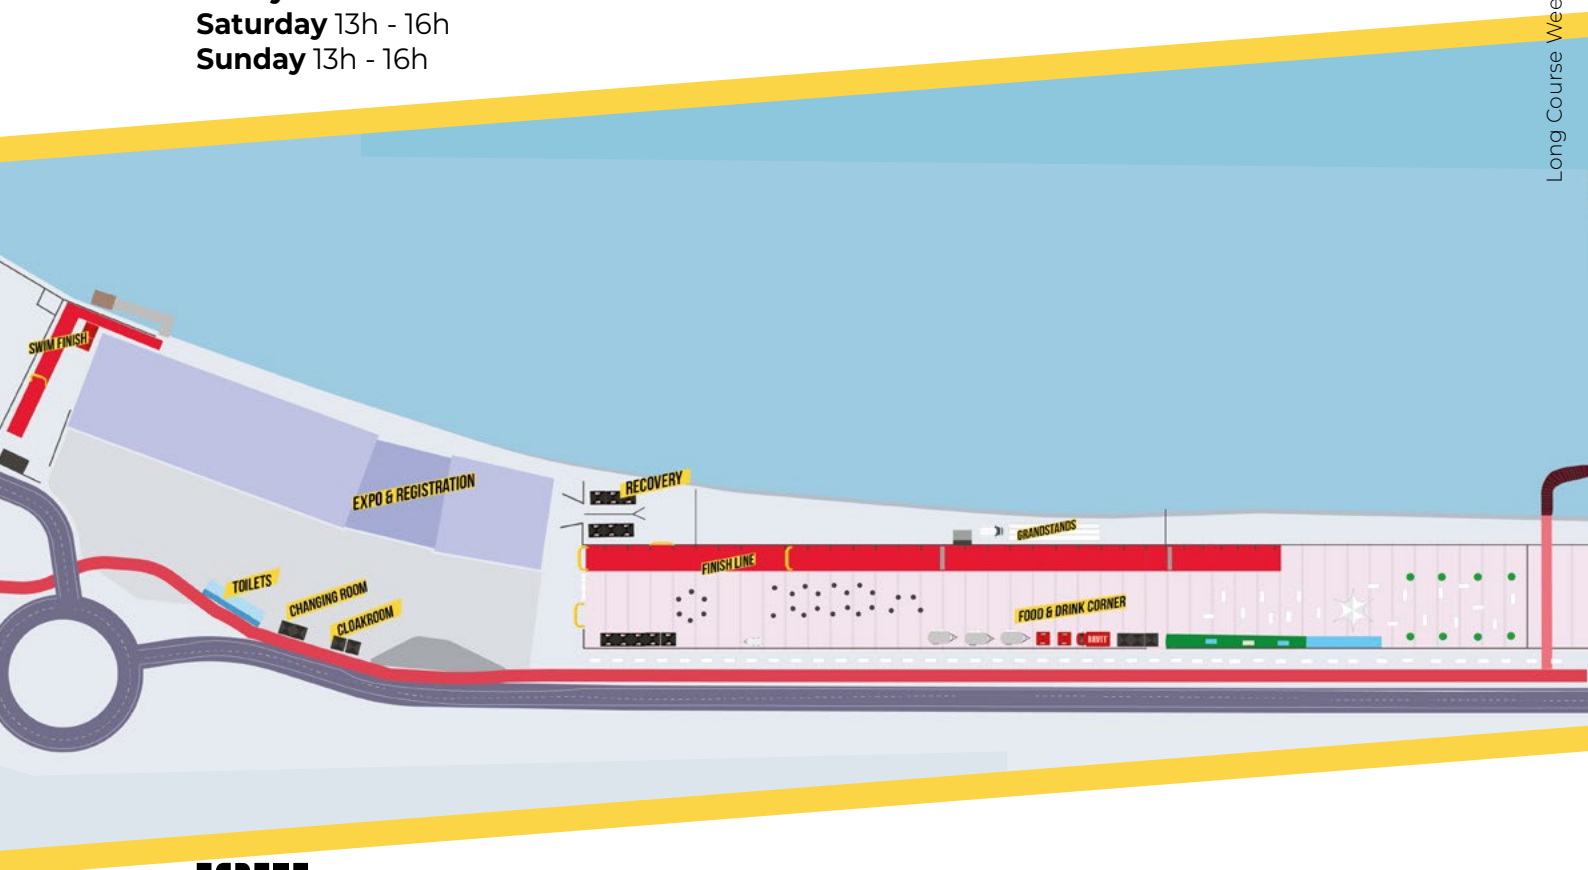 Saturday 13h - 16h
Sunday 13h - 16h
Long Course
SWIM FINISH
EXPO & REGISTRATION
RECOVERY
GRANDSTANDS
FINISH LINE
TOILETS
CHANGING ROOM
CLOAKROOM
FOOD & DRINK CORNER